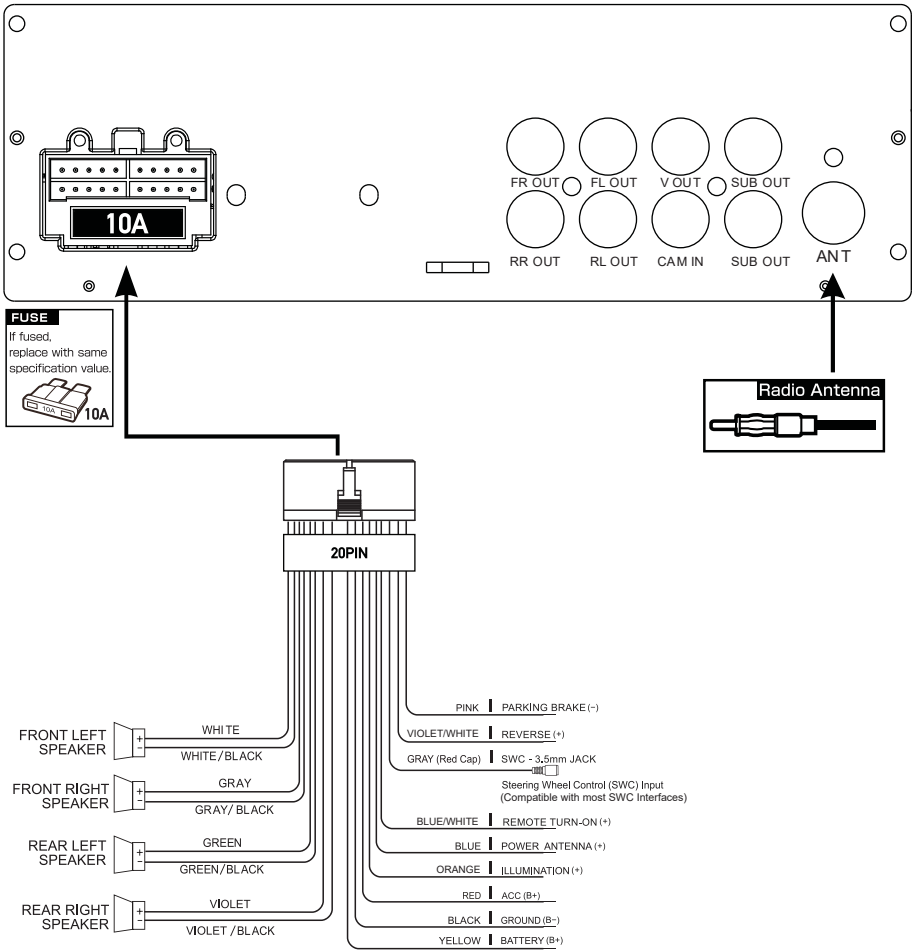 10A
FR OUT
FL OUT
V OUT
SUB OUT
RR OUT
RL OUT
CAM IN
SUB OUT
ANT
FUSE
If fused,
replace with same
specification value.
10A
10A
Radio Antenna
20PIN
FRONT LEFT
SPEAKER
+
-
WHITE
WHITE/BLACK
FRONT RIGHT
SPEAKER
+
-
GRAY
GRAY/BLACK
REAR LEFT
SPEAKER
+
-
GREEN
GREEN/BLACK
REAR RIGHT
SPEAKER
+
-
VIOLET
VIOLET/BLACK
PINK PARKING BRAKE (-)
VIOLET/WHITE REVERSE (+)
GRAY (Red Cap) SWC - 3.5mm JACK
Steering Wheel Control (SWC) Input
(Compatible with most SWC Interfaces)
BLUE/WHITE REMOTE TURN-ON (+)
BLUE POWER ANTENNA (+)
ORANGE ILLUMINATION (+)
RED ACC (B+)
BLACK GROUND (B-)
YELLOW BATTERY (B+)